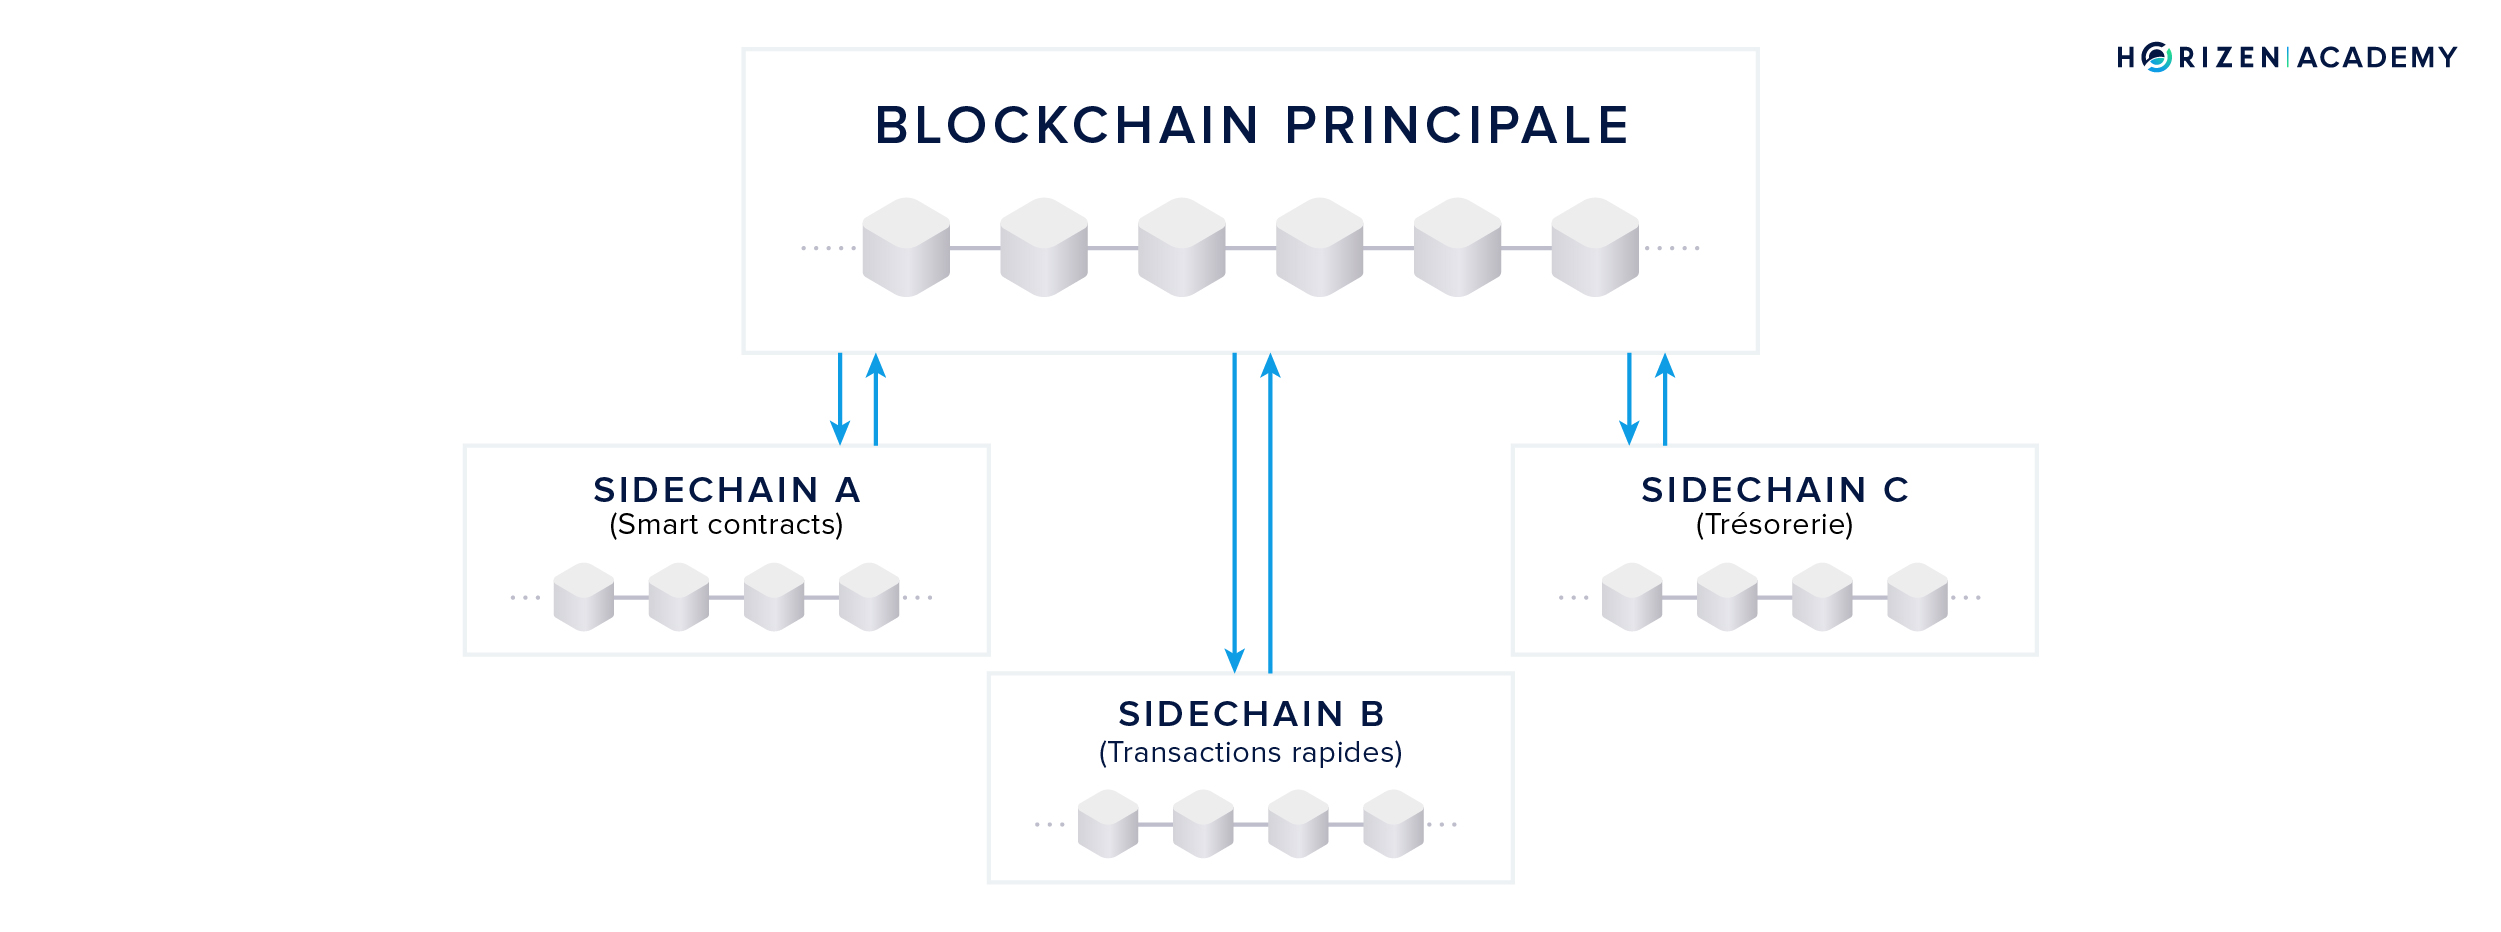 HORIZEN | ACADEMY
BLOCKCHAIN PRINCIPALE
SIDECHAIN A
(Smart contracts)
SIDECHAIN C
(Trésorerie)
SIDECHAIN B
(Transactions rapides)